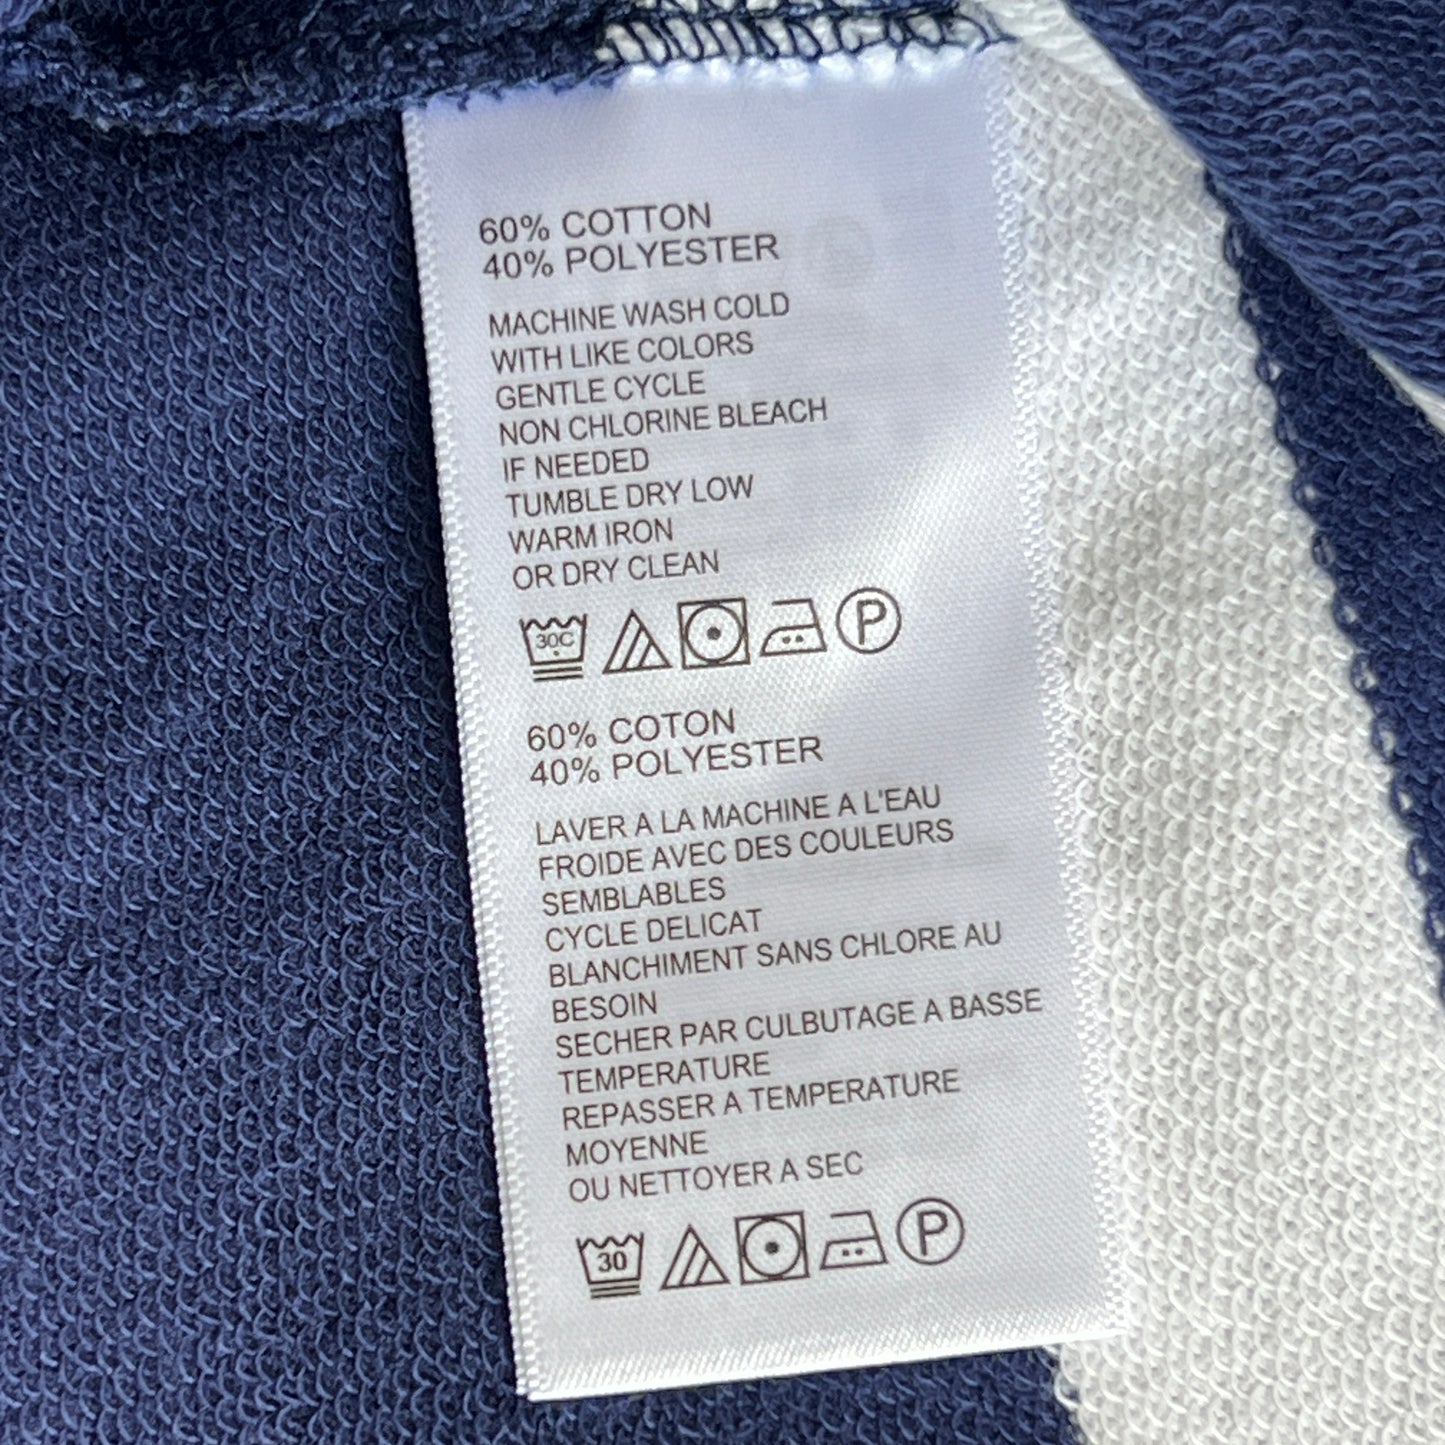 60% COTTON
40% POLYESTER
MACHINE WASH COLD
WITH LIKE COLORS
GENTLE CYCLE
NON CHLORINE BLEACH
IF NEEDED
TUMBLE DRY LOW
WARM IRON
OR DRY CLEAN
30C P
60% COTON
40% POLYESTER
LAVER A LA MACHINE A L'EAU
FROIDE AVEC DES COULEURS
SEMBLABLES
CYCLE DELICAT
BLANCHIMENT SANS CHLORE AU
BESOIN
SECHER PAR CULBUTAGE A BASSE
TEMPERATURE
REPASSER A TEMPERATURE
MOYENNE
OU NETTOYER A SEC
30 P